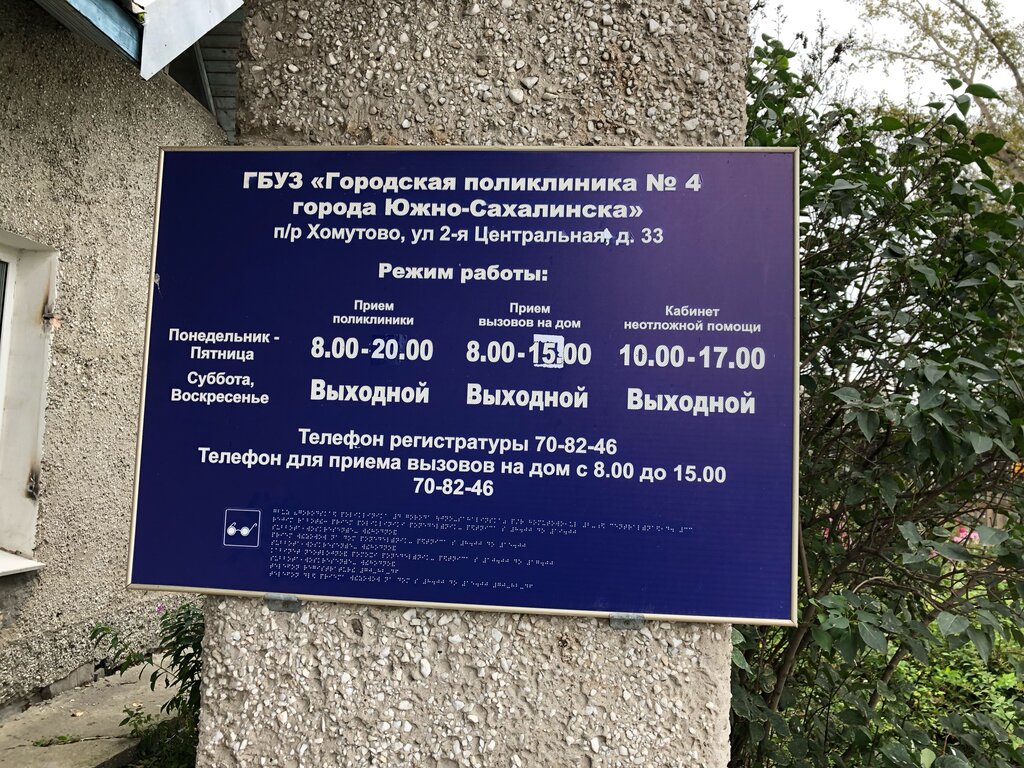 ГБУЗ «Городская поликлиника № 4
города Южно-Сахалинска»
п/р Хомутово, ул 2-я Центральная, д. 33
Режим работы:
Прием поликлиники
Прием вызовов на дом
Кабинет неотложной помощи
Понедельник - Пятница 8.00-20.00 8.00-15.00 10.00-17.00
Суббота, Воскресенье Выходной Выходной Выходной
Телефон регистратуры 70-82-46
Телефон для приема вызовов на дом с 8.00 до 15.00
70-82-46